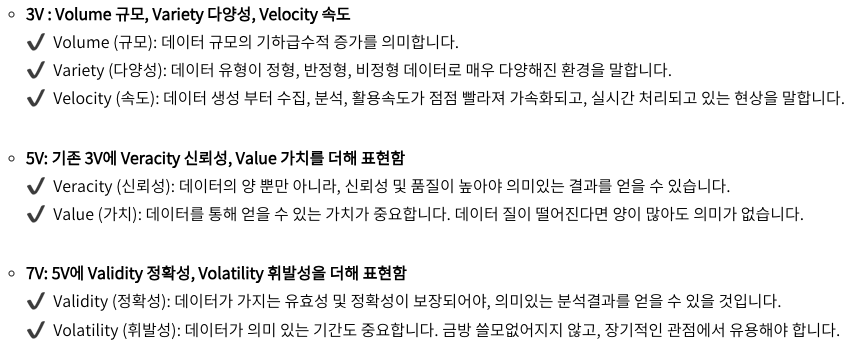 3V : Volume 규모, Variety 다양성, Velocity 속도
Volume (규모): 데이터 규모의 기하급수적 증가를 의미합니다.
Variety (다양성): 데이터 유형이 정형, 반정형, 비정형 데이터로 매우 다양해진 환경을 말합니다.
Velocity (속도): 데이터 생성 부터 수집, 분석, 활용속도가 점점 빨라져 가속화되고, 실시간 처리되고 있는 현상을 말합니다.
5V: 기존 3V에 Veracity 신뢰성, Value 가치를 더해 표현함
Veracity (신뢰성): 데이터의 양 뿐만 아니라, 신뢰성 및 품질이 높아야 의미있는 결과를 얻을 수 있습니다.
Value (가치): 데이터를 통해 얻을 수 있는 가치가 중요합니다. 데이터 질이 떨어진다면 양이 많아도 의미가 없습니다.
7V: 5V에 Validity 정확성, Volatility 휘발성을 더해 표현함
Validity (정확성): 데이터가 가지는 유효성 및 정확성이 보장되어야, 의미있는 분석결과를 얻을 수 있을 것입니다.
Volatility (휘발성): 데이터가 의미 있는 기간도 중요합니다. 금방 쓸모없어지지 않고, 장기적인 관점에서 유용해야 합니다.